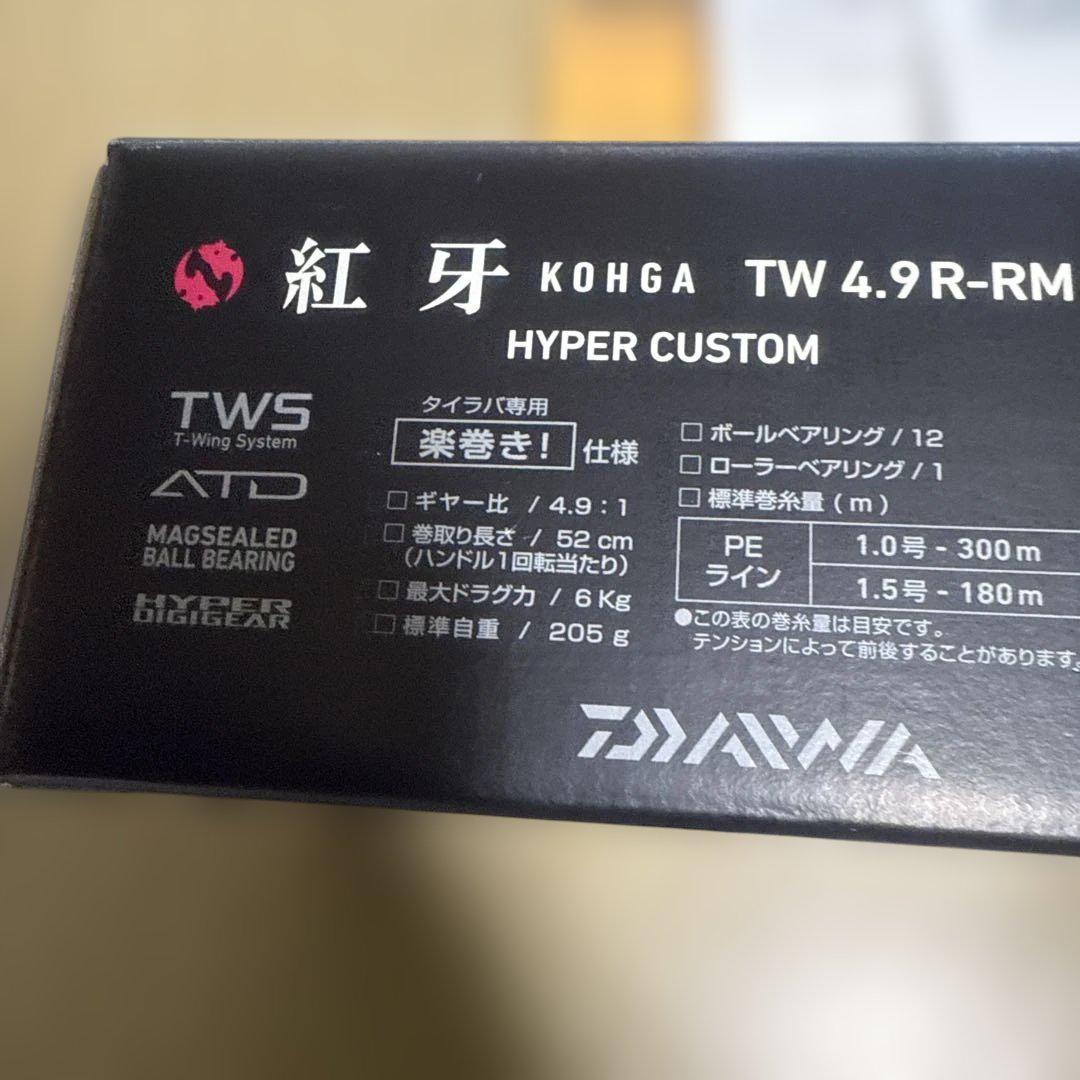 紅牙 KOHGA TW 4.9R-RM
HYPER CUSTOM
TWS
T-Wing System
ATD
MAGSEALED
BALL BEARING
HYPER
DIGIGEAR
タイラバ専用
楽巻き! 仕様
□ ギヤー比 / 4.9:1
□ 巻取り長さ / 52 cm
(ハンドル1回転当たり)
□ 最大ドラグ力 / 6 Kg
□ 標準自重 / 205 g
□ ボールベアリング / 12
□ ローラーベアリング / 1
□ 標準巻糸量 (m)
PE
ライン
1.0号 - 300m
1.5号 - 180m
●この表の巻糸量は目安です。
テンションによって前後することがあります。
DAIWA